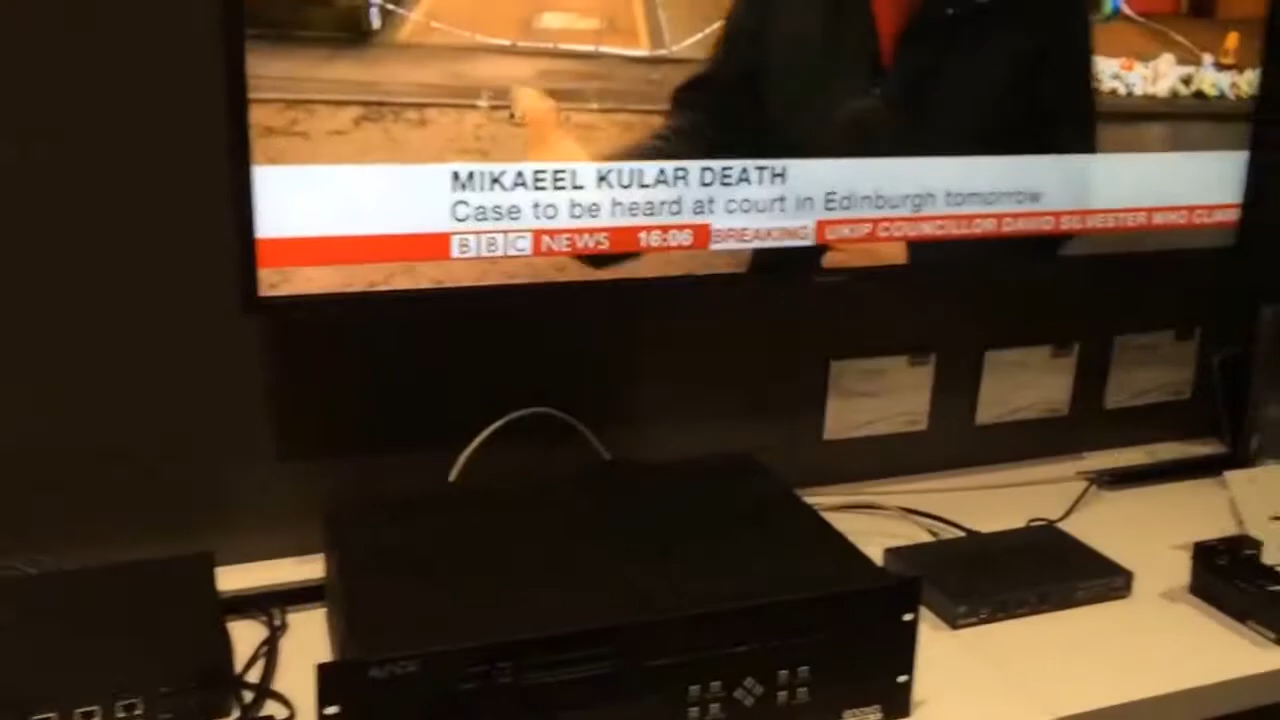 MIKAEEL KULAR DEATH
Case to be heard at court in Edinburgh tomorrow
BBC NEWS 16:06 BREAKING UKIP COUNCILLOR DAVID SILVESTER WHO CLAI